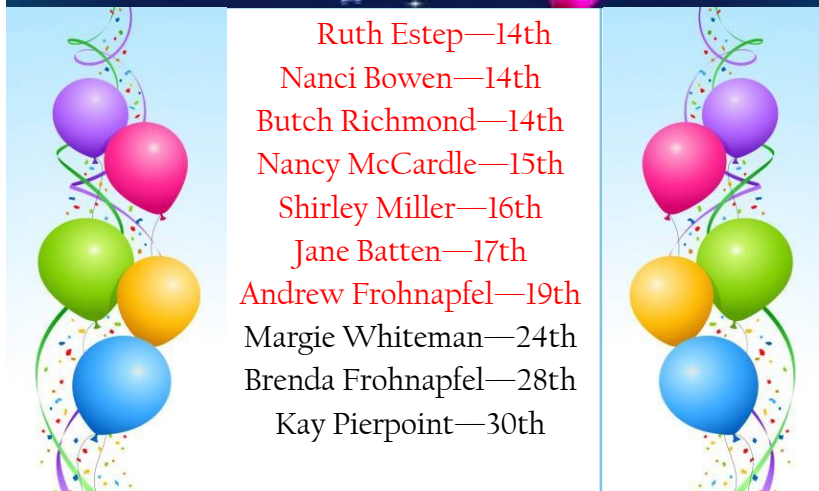 Ruth Estep—14th
Nanci Bowen—14th
Butch Richmond—14th
Nancy McCardle—15th
Shirley Miller—16th
Jane Batten—17th
Andrew Frohnapfel—19th
Margie Whiteman—24th
Brenda Frohnapfel—28th
Kay Pierpoint—30th